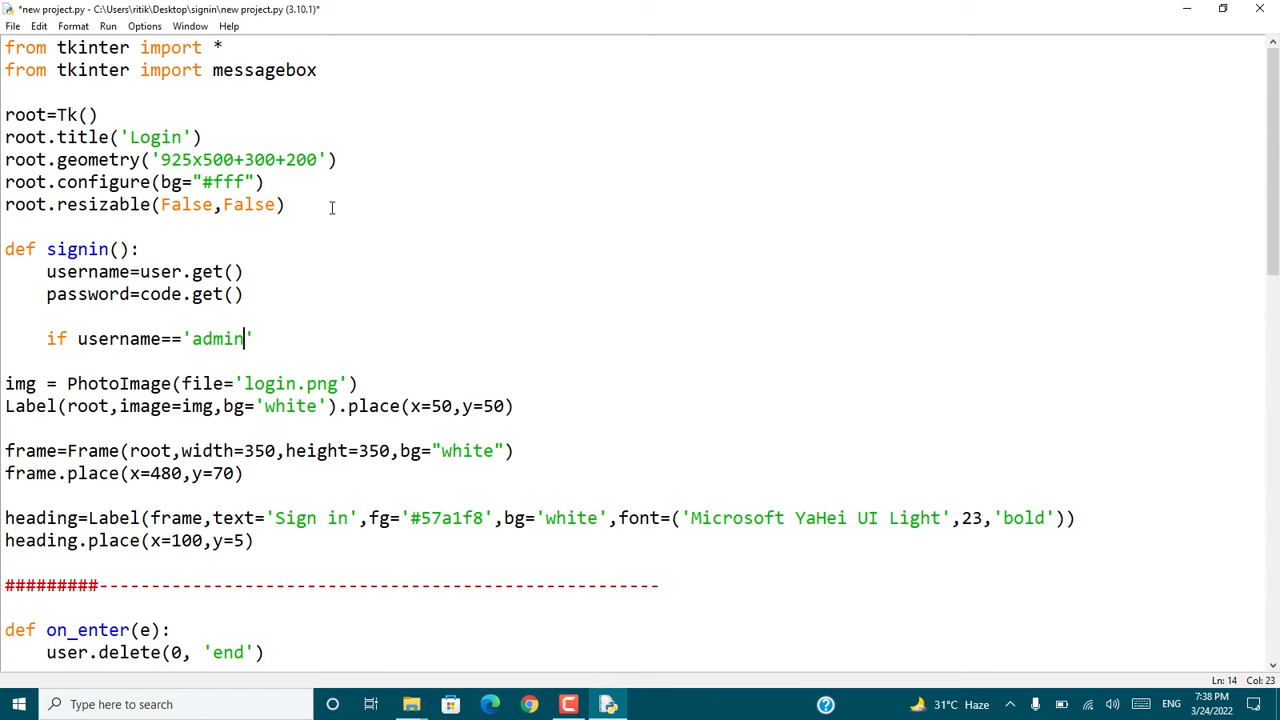 *new project.py - C:\Users\ritik\Desktop\signin\new project.py (3.10.1)*
File Edit Format Run Options Window Help
from tkinter import *
from tkinter import messagebox
root=Tk()
root.title('Login')
root.geometry('925x500+300+200')
root.configure(bg="#fff")
root.resizable(False,False)
def signin():
    username=user.get()
    password=code.get()
    if username=='admin'
img = PhotoImage(file='login.png')
Label(root,image=img,bg='white').place(x=50,y=50)
frame=Frame(root,width=350,height=350,bg="white")
frame.place(x=480,y=70)
heading=Label(frame,text='Sign in',fg='#57a1f8',bg='white',font=('Microsoft YaHei UI Light',23,'bold'))
heading.place(x=100,y=5)
#########------------------------------------------------------
def on_enter(e):
    user.delete(0, 'end')
Ln: 14 Col: 23
Type here to search
31°C Haze
ENG
7:38 PM
3/24/2022